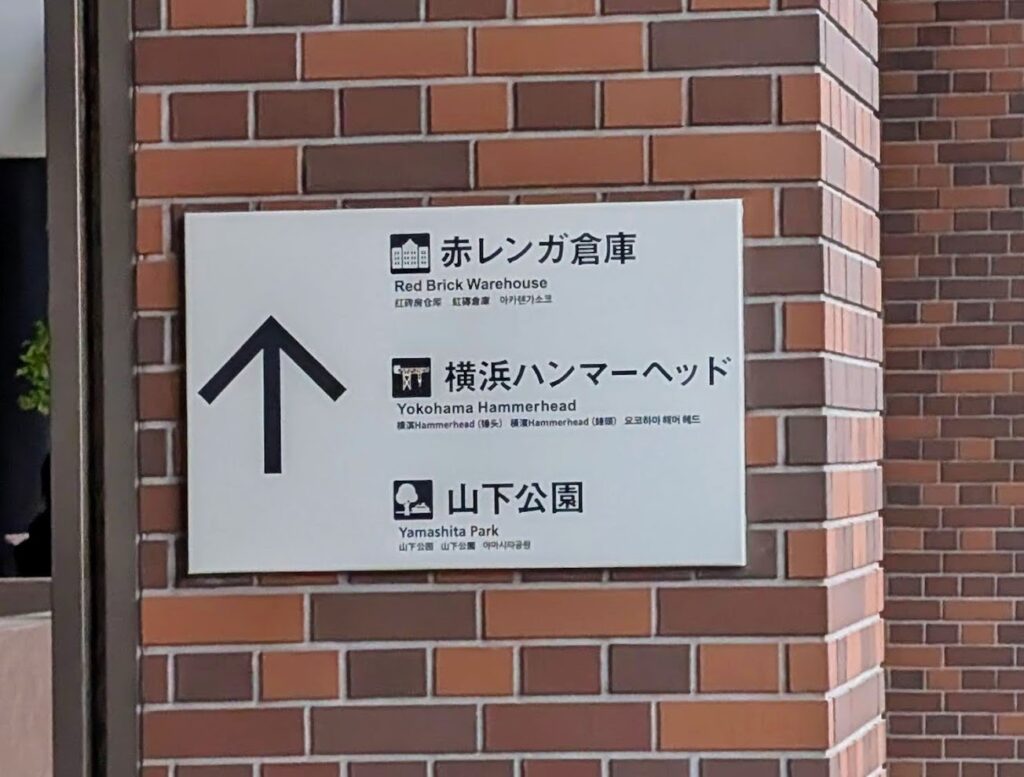 赤レンガ倉庫
Red Brick Warehouse
红砖房仓库 紅磚倉庫 아카렌가소코
横浜ハンマーヘッド
Yokohama Hammerhead
横滨Hammerhead (锤头) 橫濱Hammerhead (錘頭) 요코하마 해머 헤드
山下公園
Yamashita Park
山下公园 山下公園 야마시타공원